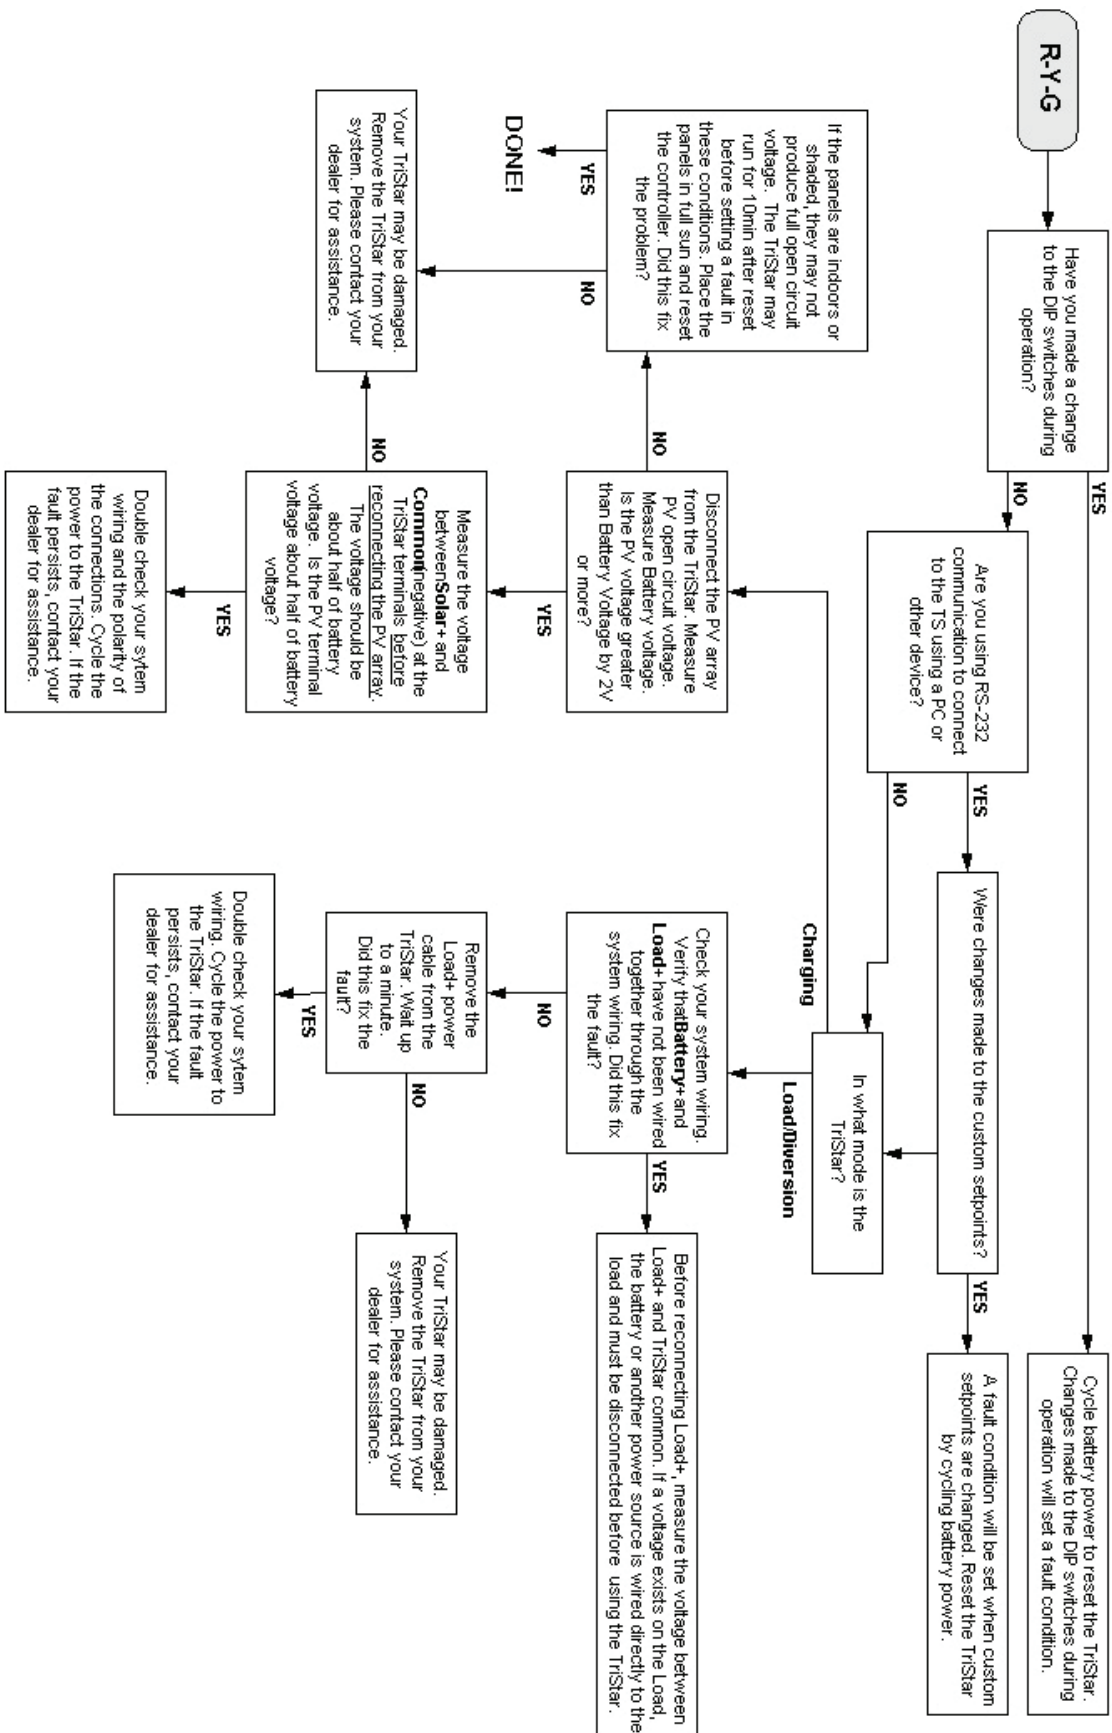 R-Y-G
Have you made a change
to the DIP switches during
operation?
YES
NO
Cycle battery power to reset the TriStar.
Changes made to the DIP switches during
operation will set a fault condition.
Are you using RS-232
communication to connect
to the TS using a PC or
other device?
YES
NO
Were changes made to the custom setpoints?
YES
A fault condition will be set when custom
setpoints are changed. Reset the TriStar
by cycling battery power.
In what mode is the
TriStar?
Charging
Load/Diversion
Disconnect the PV array
from the TriStar. Measure
PV open circuit voltage.
Measure Battery voltage.
Is the PV voltage greater
than Battery Voltage by 2V
or more?
NO
YES
If the panels are indoors or
shaded, they may not
produce full open circuit
voltage. The TriStar may
run for 10min after reset
before setting a fault in
these conditions. Place the
panels in full sun and reset
the controller. Did this fix
the problem?
YES
NO
DONE!
Your TriStar may be damaged.
Remove the TriStar from your
system. Please contact your
dealer for assistance.
Measure the voltage
betweenSolar+ and
Common(negative) at the
TriStar terminals before
reconnecting the PV array.
The voltage should be
about half of battery
voltage. Is the PV terminal
voltage about half of battery
voltage?
NO
YES
Double check your sytem
wiring and the polarity of
the connections. Cycle the
power to the TriStar. If the
fault persists, contact your
dealer for assistance.
Check your system wiring.
Verify thatBattery+and
Load+ have not been wired
together through the
system wiring. Did this fix
the fault?
YES
NO
Before reconnecting Load+, measure the voltage between
Load+ and TriStar common. If a voltage exists on the Load,
the battery or another power source is wired directly to the
load and must be disconnected before using the TriStar.
Remove the
Load+ power
cable from the
TriStar. Wait up
to a minute.
Did this fix the
fault?
YES
NO
Double check your sytem
wiring. Cycle the power to
the TriStar. If the fault
persists, contact your
dealer for assistance.
Your TriStar may be damaged.
Remove the TriStar from your
system. Please contact your
dealer for assistance.